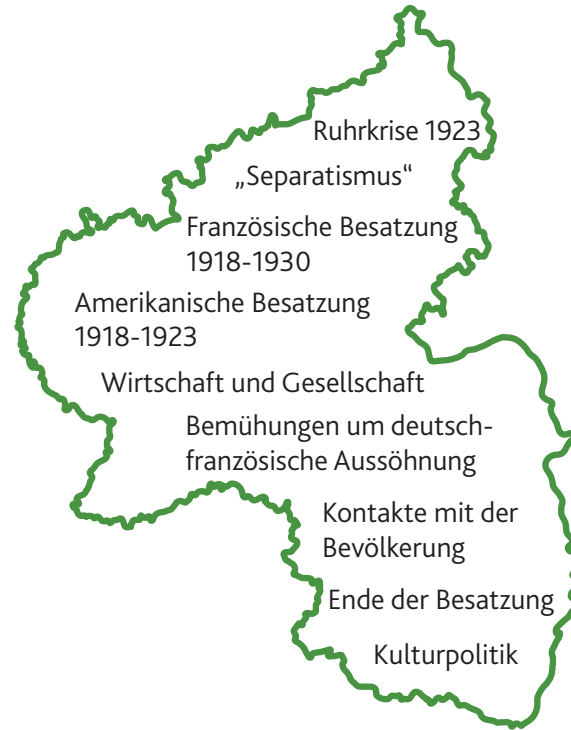 Ruhrkrise 1923
„Separatismus“
Französische Besatzung
1918-1930
Amerikanische Besatzung
1918-1923
Wirtschaft und Gesellschaft
Bemühungen um deutsch-
französische Aussöhnung
Kontakte mit der
Bevölkerung
Ende der Besatzung
Kulturpolitik